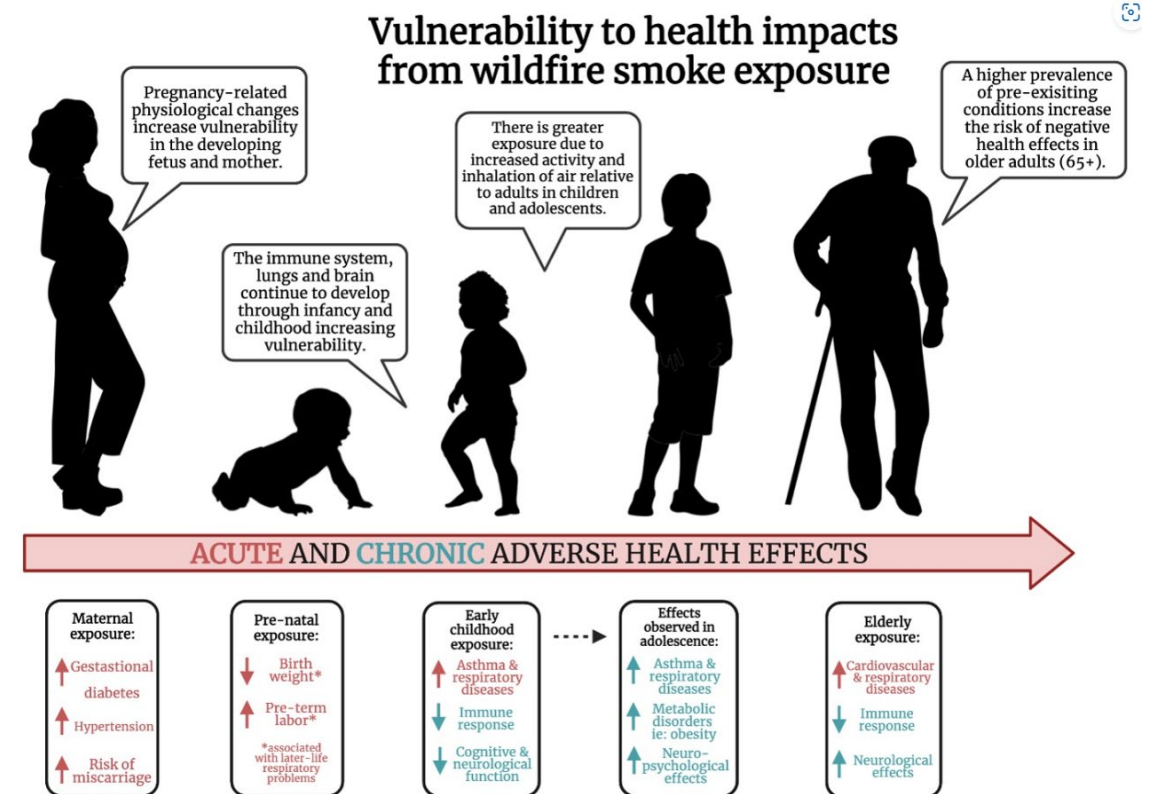 Vulnerability to health impacts
from wildfire smoke exposure
Pregnancy-related
physiological changes
increase vulnerability
in the developing
fetus and mother.
The immune system,
lungs and brain
continue to develop
through infancy and
childhood increasing
vulnerability.
There is greater
exposure due to
increased activity and
inhalation of air relative
to adults in children
and adolescents.
A higher prevalence
of pre-exisiting
conditions increase
the risk of negative
health effects in
older adults (65+).
ACUTE AND CHRONIC ADVERSE HEALTH EFFECTS
Maternal
exposure:
Gestastional
diabetes
Hypertension
Risk of
miscarriage
Pre-natal
exposure:
Birth
weight*
Pre-term
labor*
*associated
with later-life
respiratory
problems
Early
childhood
exposure:
Asthma &
respiratory
diseases
Immune
response
Cognitive &
neurological
function
Effects
observed in
adolescence:
Asthma &
respiratory
diseases
Metabolic
disorders
ie: obesity
Neuro-
psychological
effects
Elderly
exposure:
Cardiovascular
& respiratory
diseases
Immune
response
Neurological
effects